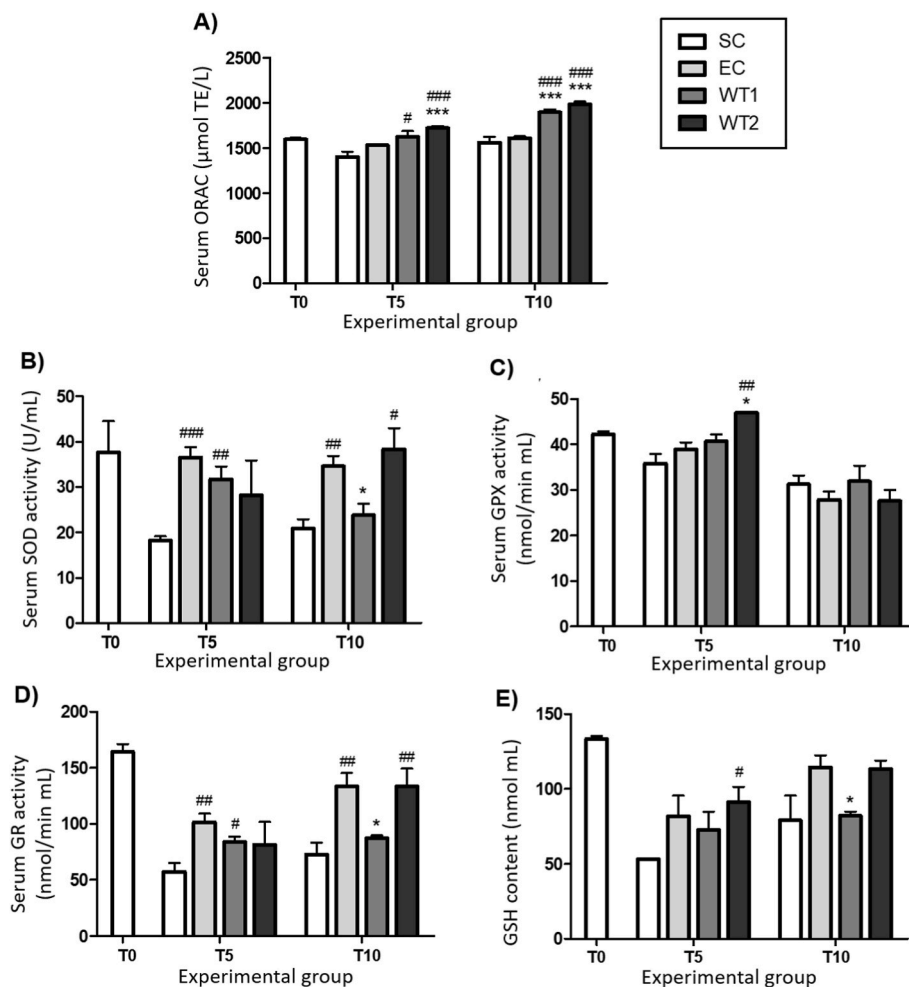 A)
SC
EC
WT1
WT2
Serum ORAC (µmol TE/L)
2500
2000
1500
1000
500
0
#
###
***
###
***
###
***
T0
T5
T10
Experimental group
B)
Serum SOD activity (U/mL)
50
40
30
20
10
0
###
##
##
*
#
T0
T5
T10
Experimental group
C)
Serum GPX activity
(nmol/min mL)
50
40
30
20
10
0
##
*
T0
T5
T10
Experimental group
D)
Serum GR activity
(nmol/min mL)
200
150
100
50
0
##
#
##
*
##
T0
T5
T10
Experimental group
E)
GSH content (nmol mL)
150
100
50
0
#
*
T0
T5
T10
Experimental group